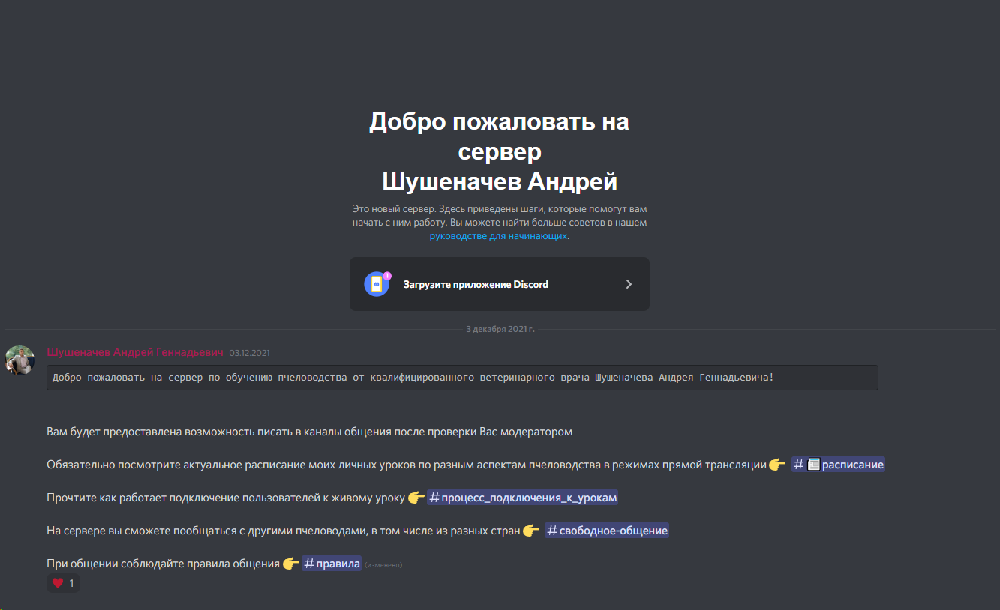 Добро пожаловать на
сервер
Шушеначев Андрей
Это новый сервер. Здесь приведены шаги, которые помогут вам
начать с ним работу. Вы можете найти больше советов в нашем
руководстве для начинающих.
1
Загрузите приложение Discord
3 декабря 2021 г.
Шушеначев Андрей Геннадьевич 03.12.2021
Добро пожаловать на сервер по обучению пчеловодства от квалифицированного ветеринарного врача Шушеначева Андрея Геннадьевича!
Вам будет предоставлена возможность писать в каналы общения после проверки Вас модератором
Обязательно посмотрите актуальное расписание моих личных уроков по разным аспектам пчеловодства в режимах прямой трансляции 👉 # 📰расписание
Прочтите как работает подключение пользователей к живому уроку 👉 #процесс_подключения_к_урокам
На сервере вы сможете пообщаться с другими пчеловодами, в том числе из разных стран 👉 #свободное-общение
При общении соблюдайте правила общения 👉 #правила (изменено)
❤️ 1